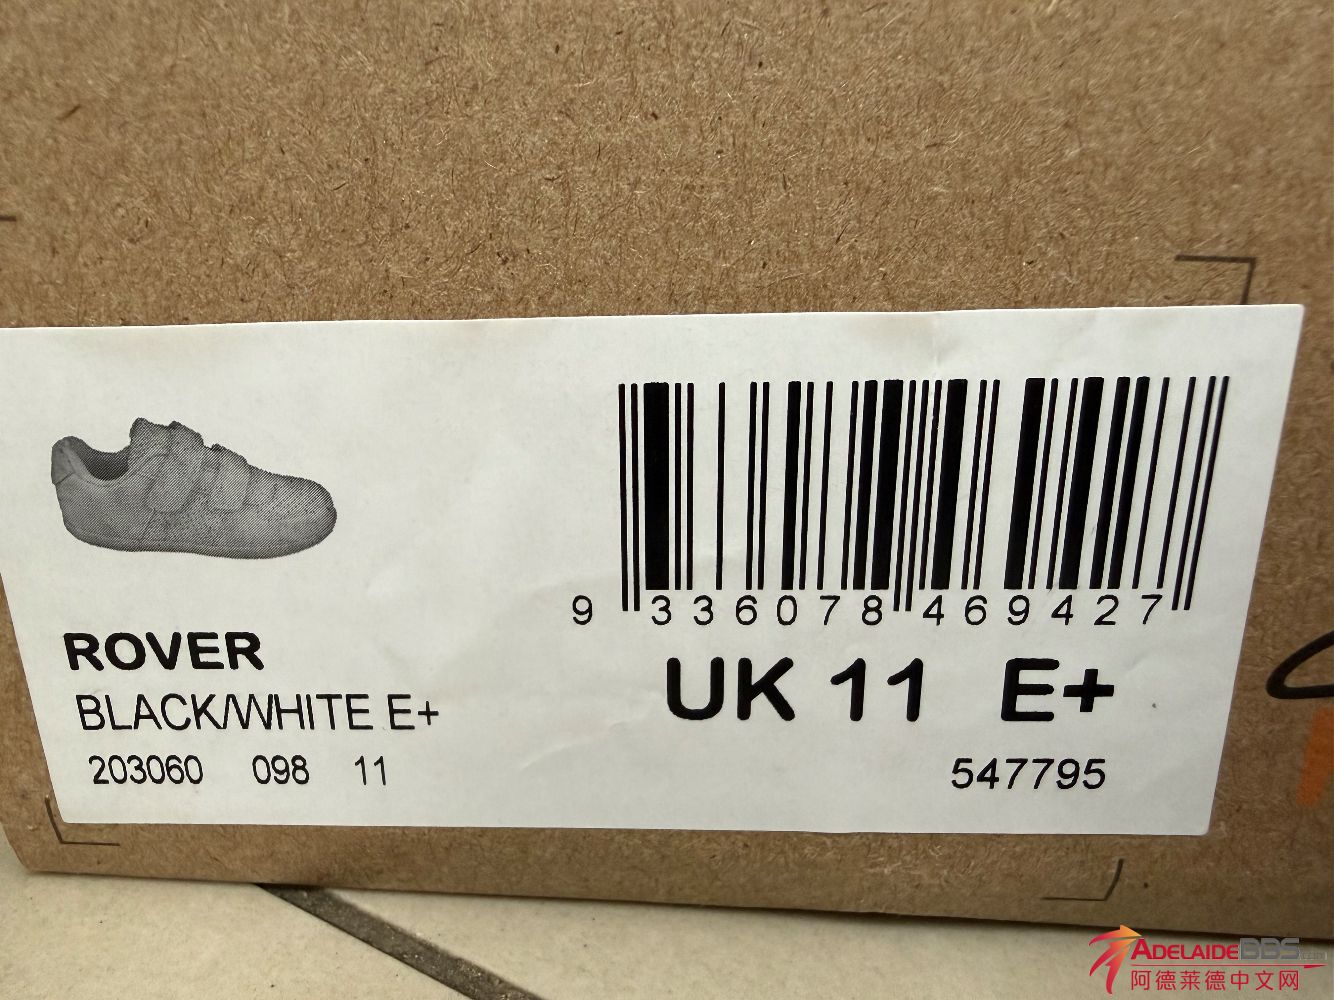 9 336078 469427
ROVER
BLACK/WHITE E+
203060 098 11
UK 11 E+
547795
ADELAIDEBBS.com
阿德莱德中文网